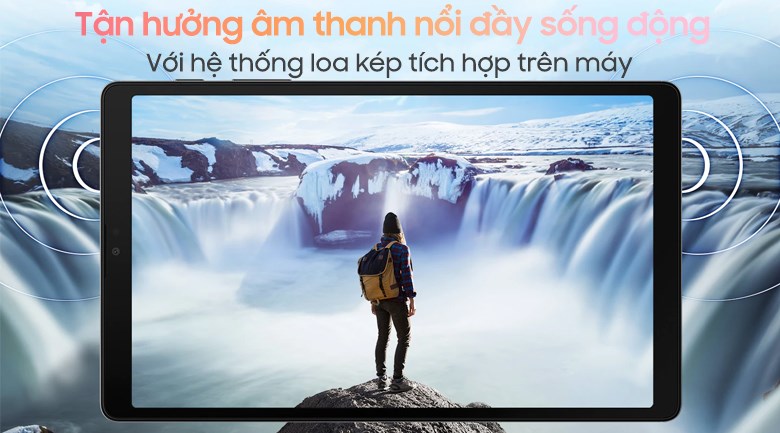 Tận hưởng âm thanh nổi đầy sống động
Với hệ thống loa kép tích hợp trên máy